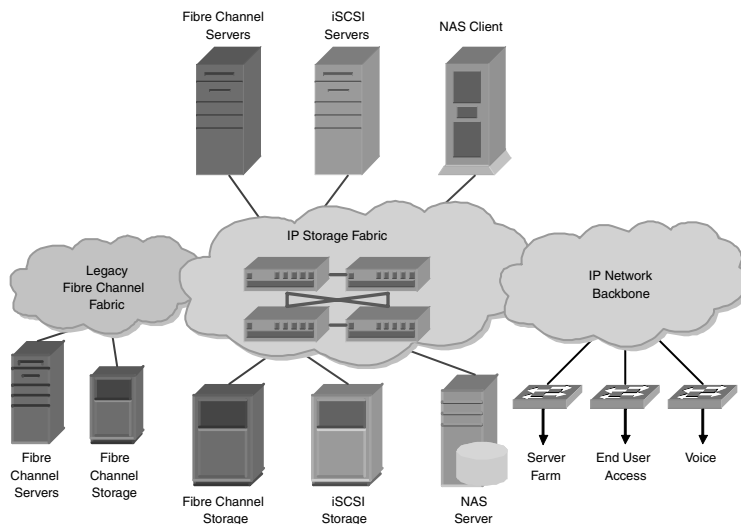 Fibre Channel
Servers
iSCSI
Servers
NAS Client
IP Storage Fabric
Legacy
Fibre Channel
Fabric
IP Network
Backbone
Fibre
Channel
Servers
Fibre
Channel
Storage
Fibre Channel
Storage
iSCSI
Storage
NAS
Server
Server
Farm
End User
Access
Voice